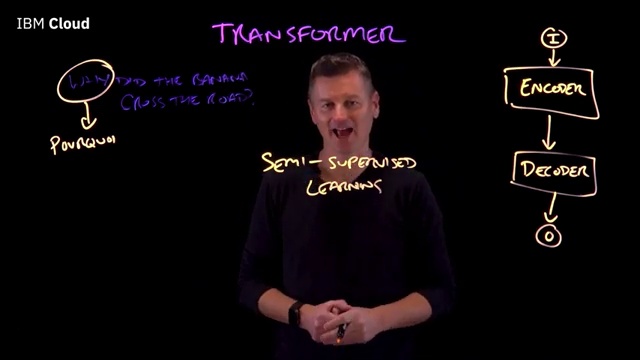 IBM Cloud
TRANSFORMER
WHY DID THE BANANA
CROSS THE ROAD?
POURQUOI
SEMI-SUPERVISED
LEARNING
I
ENCODER
DECODER
O